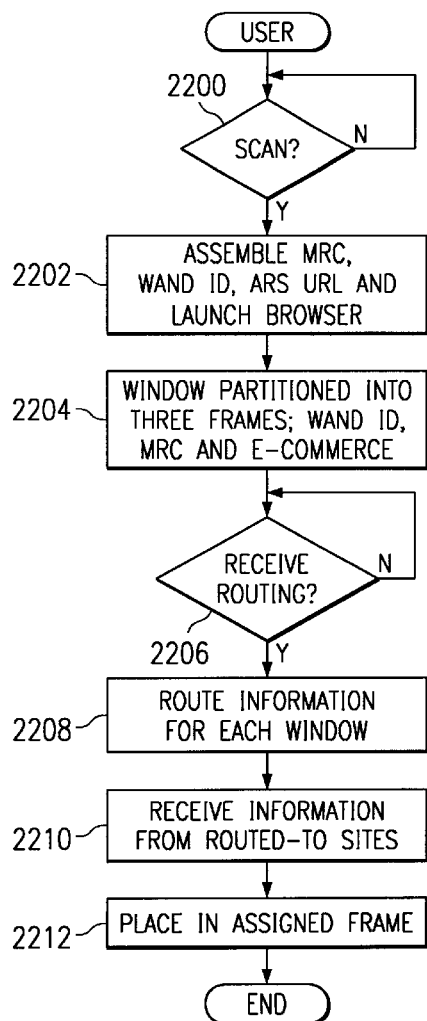 USER
2200
SCAN?
N
Y
2202
ASSEMBLE MRC,
WAND ID, ARS URL AND
LAUNCH BROWSER
2204
WINDOW PARTITIONED INTO
THREE FRAMES; WAND ID,
MRC AND E-COMMERCE
RECEIVE
ROUTING?
N
2206
Y
2208
ROUTE INFORMATION
FOR EACH WINDOW
2210
RECEIVE INFORMATION
FROM ROUTED-TO SITES
2212
PLACE IN ASSIGNED FRAME
END